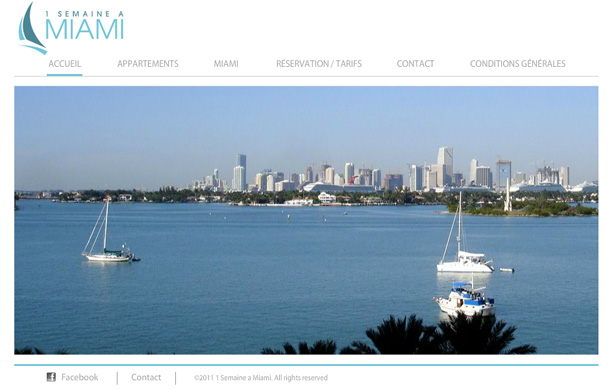 1 SEMAINE A
MIAMI
ACCUEIL APPARTEMENTS MIAMI RÉSERVATION / TARIFS CONTACT CONDITIONS GÉNÉRALES
Facebook Contact ©2011 1 Semaine a Miami. All rights reserved